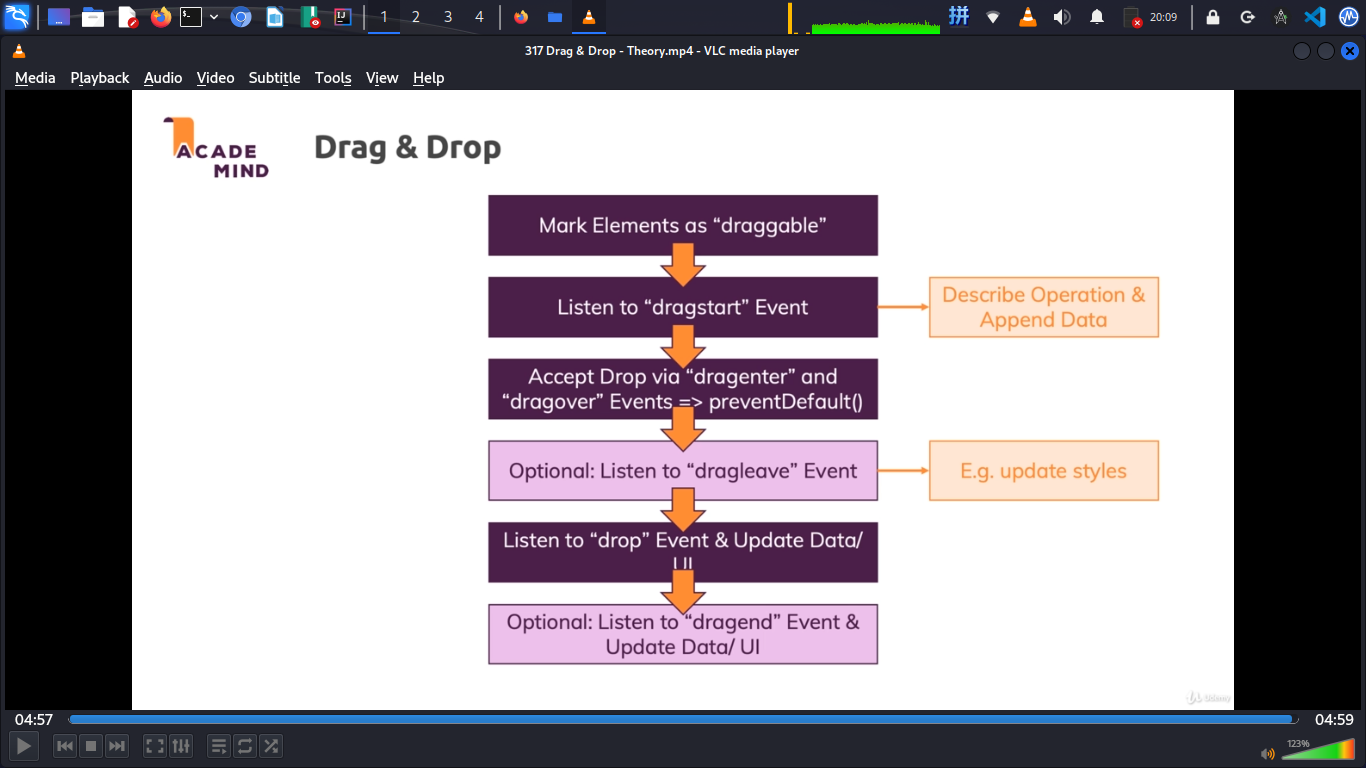 1 2 3 4
拼
20:09
317 Drag & Drop - Theory.mp4 - VLC media player
Media Playback Audio Video Subtitle Tools View Help
ACADE
MIND
Drag & Drop
Mark Elements as “draggable”
Listen to “dragstart” Event
Describe Operation &
Append Data
Accept Drop via “dragenter” and
“dragover” Events => preventDefault()
Optional: Listen to “dragleave” Event
E.g. update styles
Listen to “drop” Event & Update Data/
UI
Optional: Listen to “dragend” Event &
Update Data/ UI
Udemy
04:57
04:59
123%